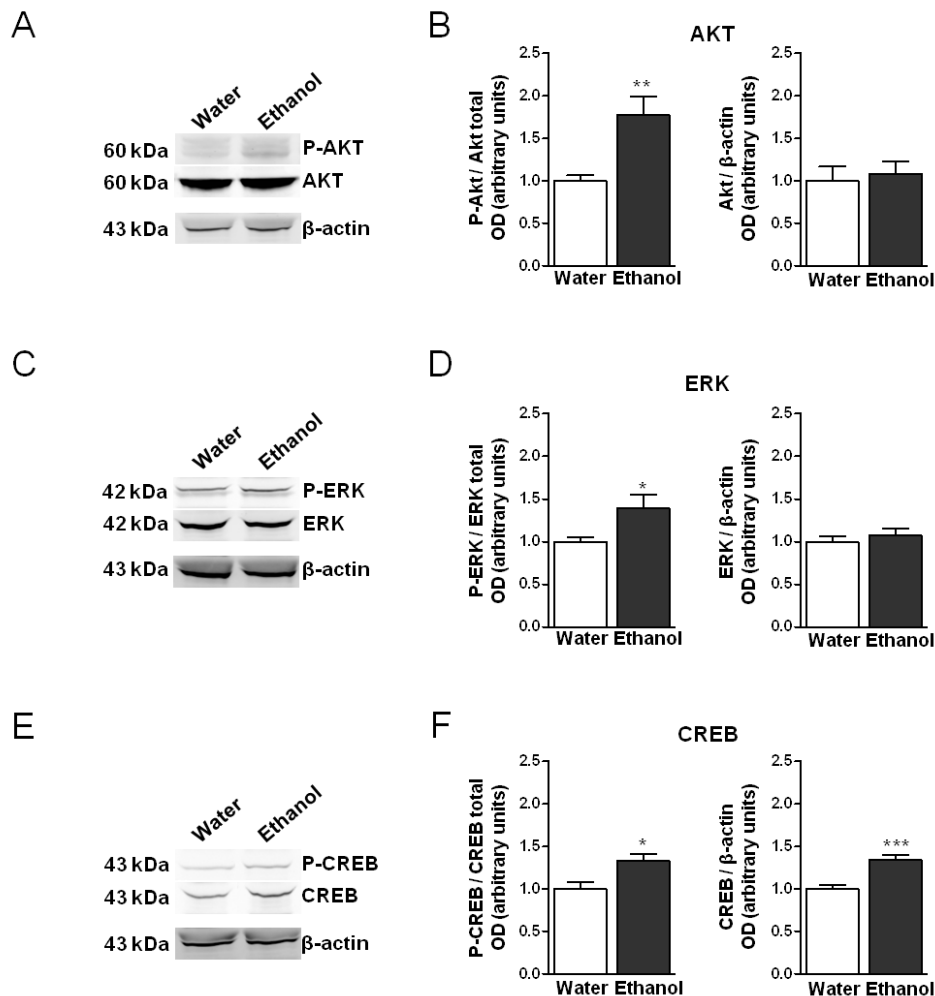 A
Water Ethanol
60 kDa P-AKT
60 kDa AKT
43 kDa β-actin
B
AKT
P-Akt / Akt total
OD (arbitrary units)
2.5
2.0
1.5
1.0
0.5
0.0
**
Water Ethanol
Akt / β-actin
OD (arbitrary units)
2.5
2.0
1.5
1.0
0.5
0.0
Water Ethanol
C
Water Ethanol
42 kDa P-ERK
42 kDa ERK
43 kDa β-actin
D
ERK
P-ERK / ERK total
OD (arbitrary units)
2.5
2.0
1.5
1.0
0.5
0.0
*
Water Ethanol
ERK / β-actin
OD (arbitrary units)
2.5
2.0
1.5
1.0
0.5
0.0
Water Ethanol
E
Water Ethanol
43 kDa P-CREB
43 kDa CREB
43 kDa β-actin
F
CREB
P-CREB / CREB total
OD (arbitrary units)
2.5
2.0
1.5
1.0
0.5
0.0
*
Water Ethanol
CREB / β-actin
OD (arbitrary units)
2.5
2.0
1.5
1.0
0.5
0.0
***
Water Ethanol